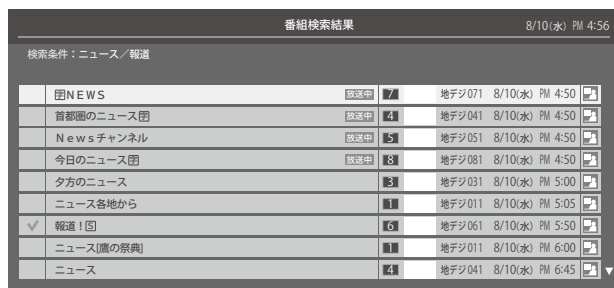 番組検索結果 8/10(水) PM 4:56
検索条件：ニュース／報道
🈑NEWS 放送中 7 地デジ071 8/10(水) PM 4:50
首都圏のニュース🈑 放送中 4 地デジ041 8/10(水) PM 4:50
Newsチャンネル 放送中 5 地デジ051 8/10(水) PM 4:50
今日のニュース🈑 放送中 8 地デジ081 8/10(水) PM 4:50
夕方のニュース 3 地デジ031 8/10(水) PM 5:00
ニュース各地から 1 地デジ011 8/10(水) PM 5:05
報道！🅂 6 地デジ061 8/10(水) PM 5:50
ニュース[鷹の祭典] 1 地デジ011 8/10(水) PM 6:00
ニュース 4 地デジ041 8/10(水) PM 6:45